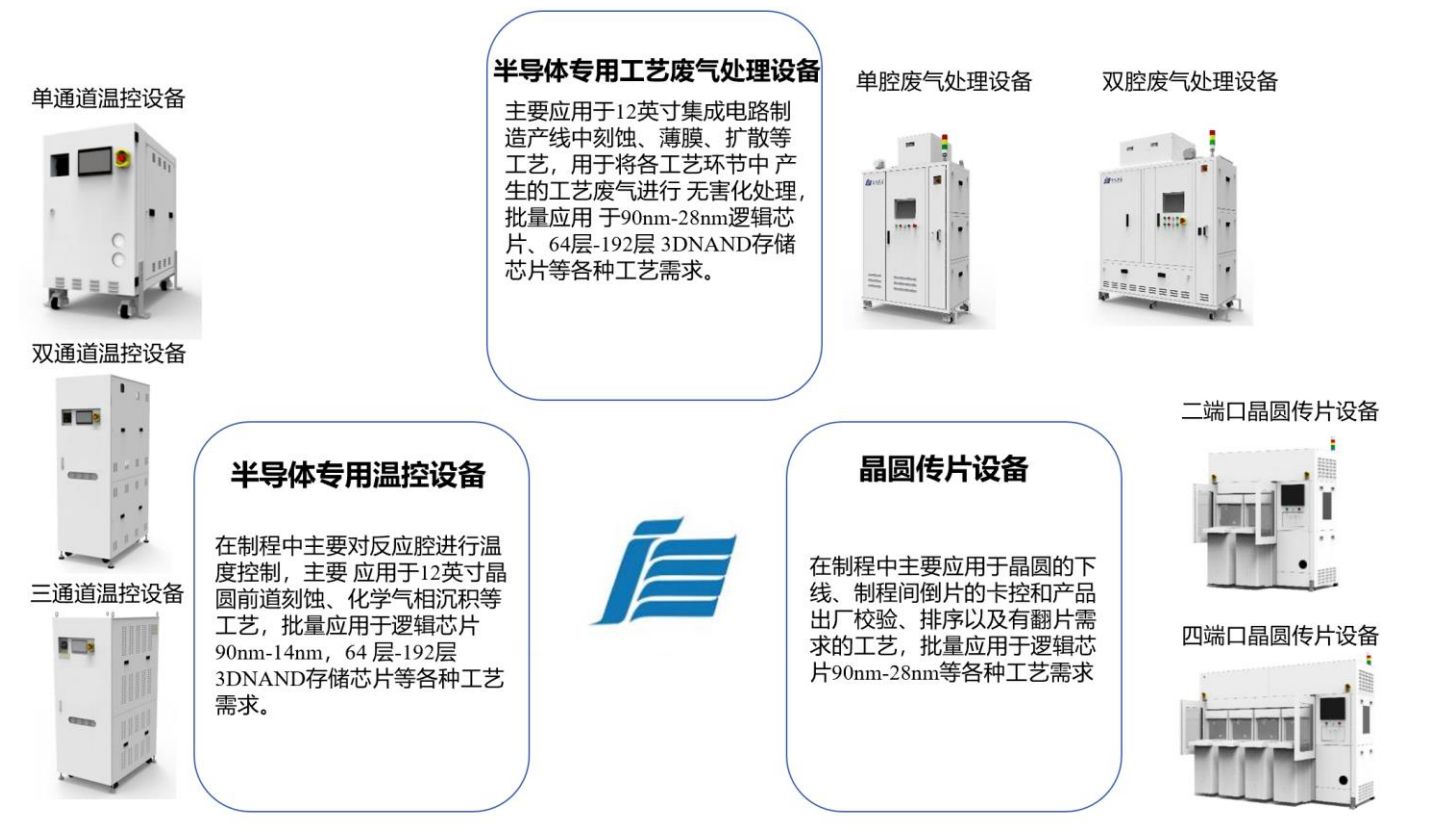 半导体专用工艺废气处理设备
主要应用于12英寸集成电路制
造产线中刻蚀、薄膜、扩散等
工艺，用于将各工艺环节中 产
生的工艺废气进行 无害化处理，
批量应用 于90nm-28nm逻辑芯
片、64层-192层 3DNAND存储
芯片等各种工艺需求。
单腔废气处理设备
双腔废气处理设备
单通道温控设备
双通道温控设备
三通道温控设备
半导体专用温控设备
在制程中主要对反应腔进行温
度控制，主要 应用于12英寸晶
圆前道刻蚀、化学气相沉积等
工艺，批量应用于逻辑芯片
90nm-14nm，64 层-192层
3DNAND存储芯片等各种工艺
需求。
晶圆传片设备
在制程中主要应用于晶圆的下
线、制程间倒片的卡控和产品
出厂校验、排序以及有翻片需
求的工艺，批量应用于逻辑芯
片90nm-28nm等各种工艺需求
二端口晶圆传片设备
四端口晶圆传片设备